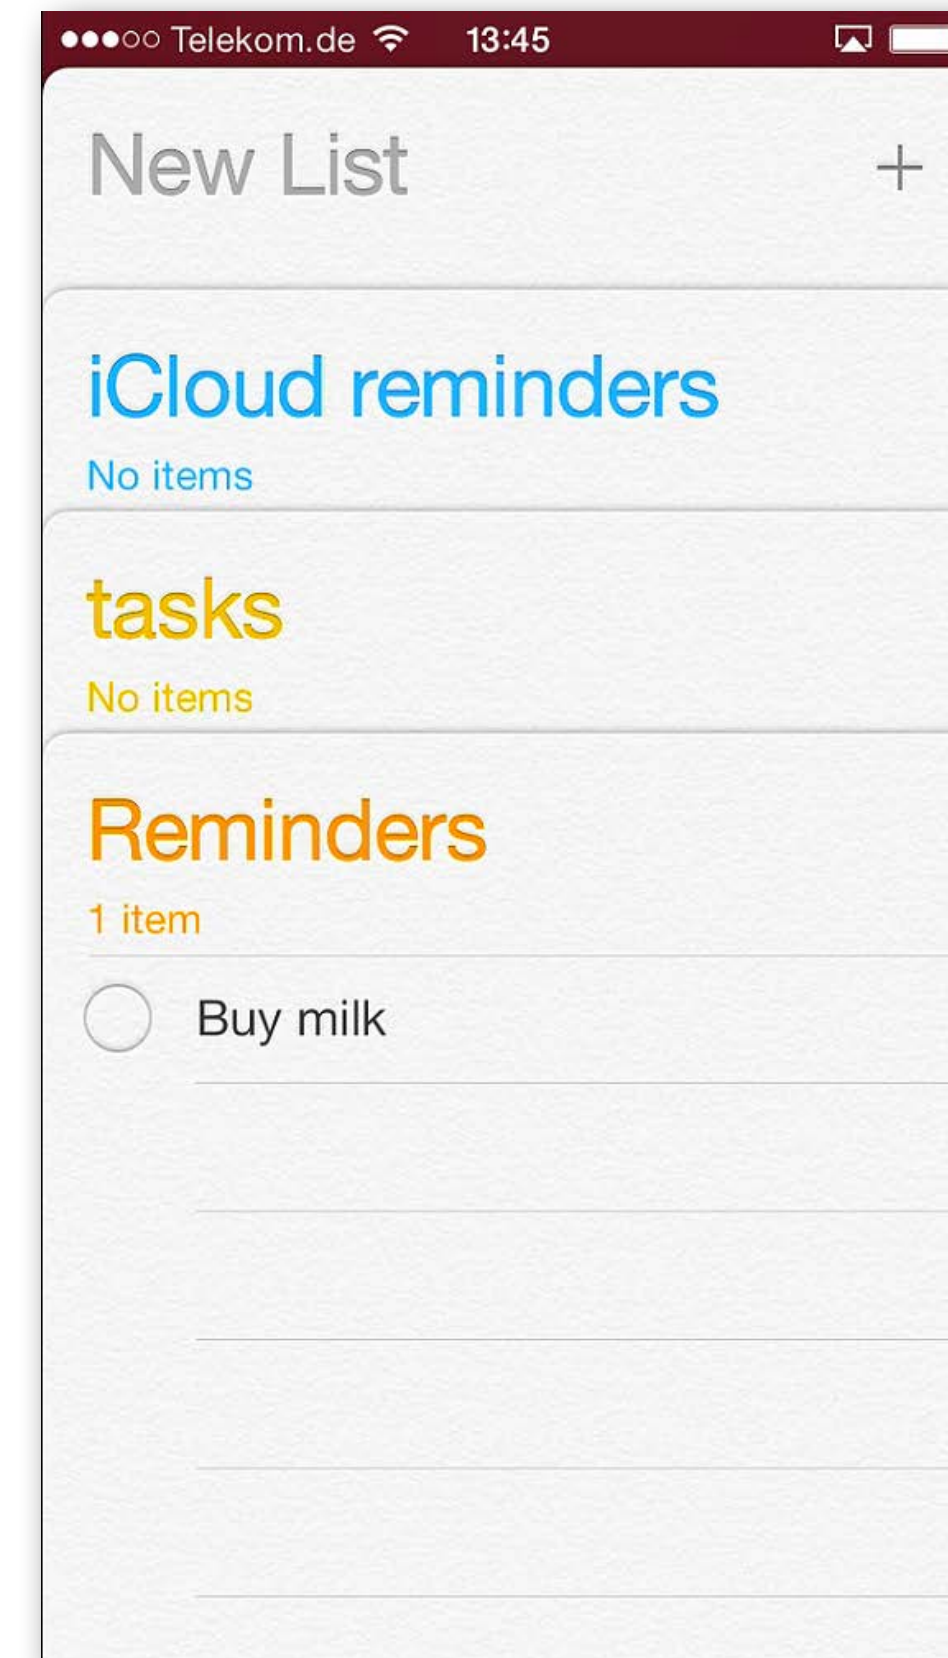 Telekom.de 13:45
New List +
iCloud reminders
No items
tasks
No items
Reminders
1 item
Buy milk